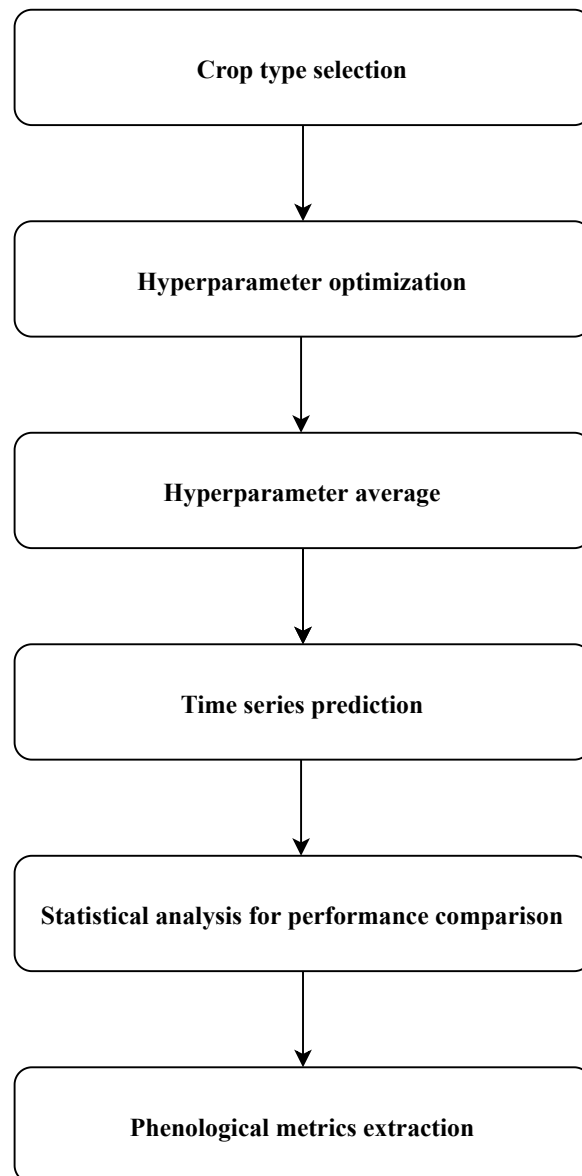 Crop type selection
Hyperparameter optimization
Hyperparameter average
Time series prediction
Statistical analysis for performance comparison
Phenological metrics extraction